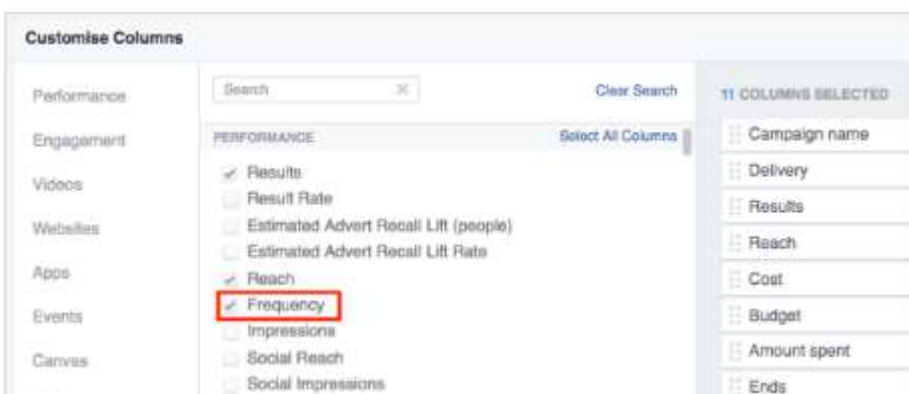 Customise Columns
Performance
Engagement
Videos
Websites
Apps
Events
Canvas
Search
Clear Search
PERFORMANCE
Select All Columns
Results
Result Rate
Estimated Advert Recall Lift (people)
Estimated Advert Recall Lift Rate
Reach
Frequency
Impressions
Social Reach
Social Impressions
11 COLUMNS SELECTED
Campaign name
Delivery
Results
Reach
Cost
Budget
Amount spent
Ends